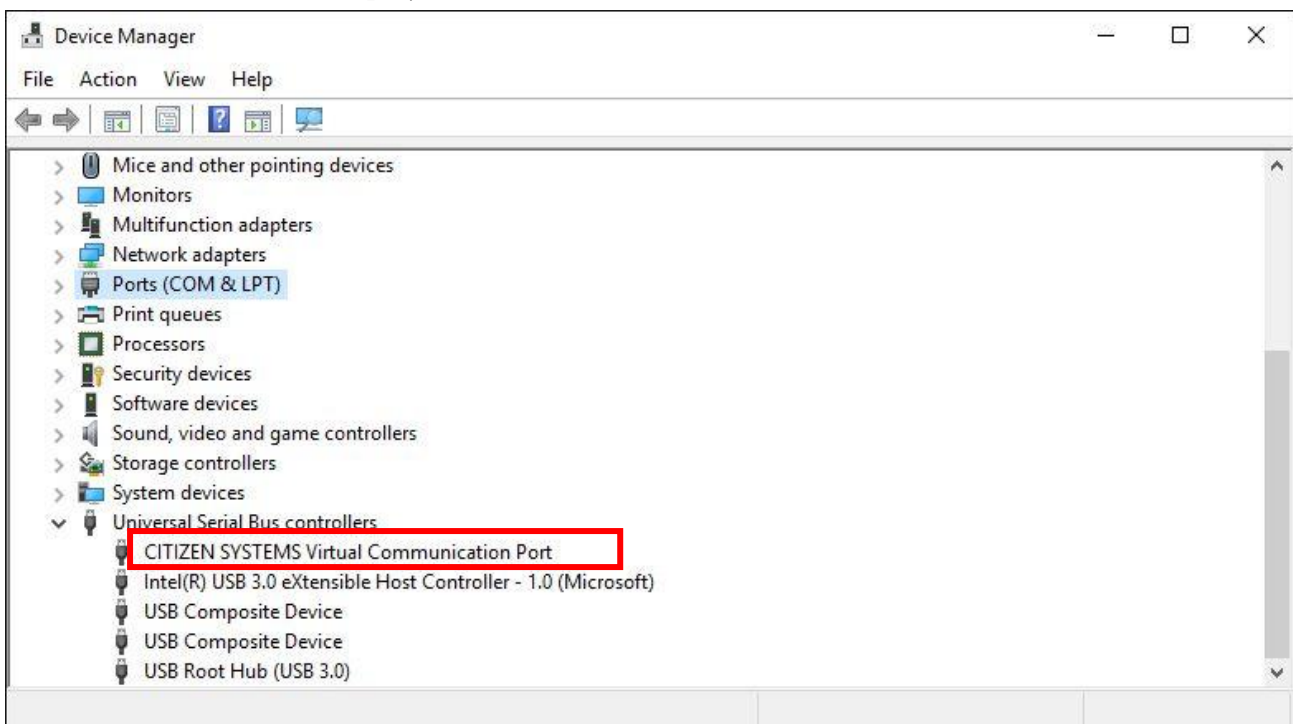 Device Manager
File Action View Help
Mice and other pointing devices
Monitors
Multifunction adapters
Network adapters
Ports (COM & LPT)
Print queues
Processors
Security devices
Software devices
Sound, video and game controllers
Storage controllers
System devices
Universal Serial Bus controllers
CITIZEN SYSTEMS Virtual Communication Port
Intel(R) USB 3.0 eXtensible Host Controller - 1.0 (Microsoft)
USB Composite Device
USB Composite Device
USB Root Hub (USB 3.0)